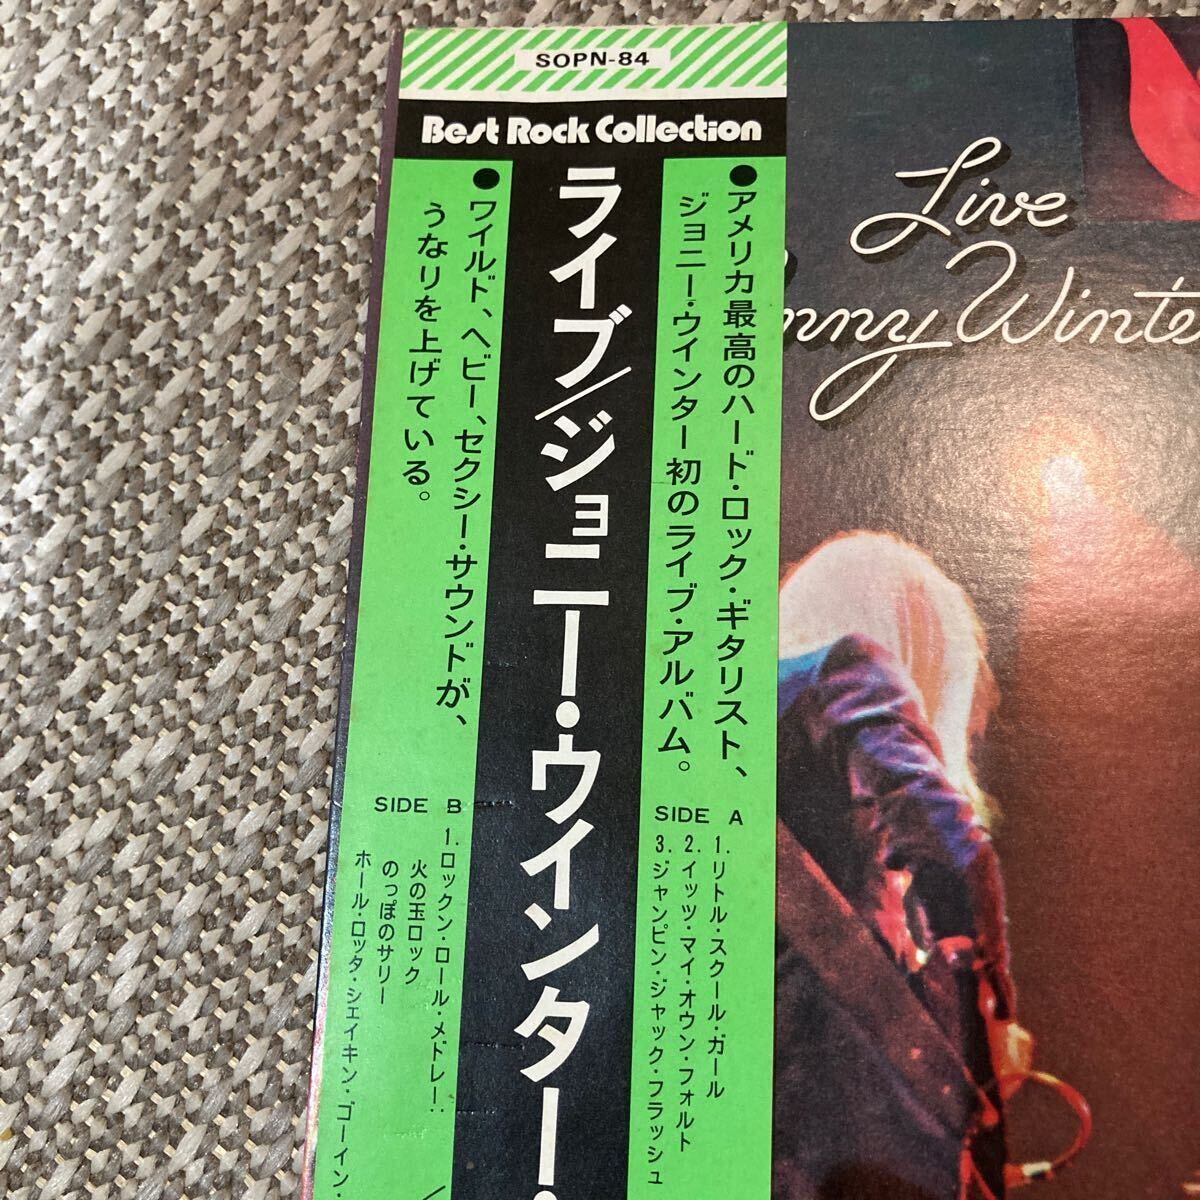 SOPN-84
Best Rock Collection
Live
nny Winte
●アメリカ最高のハード・ロック・ギタリスト、
ジョニー・ウインター初のライブ・アルバム。
ライブ/ジョニー・ウインター・
●ワイルド、ヘビー、セクシー・サウンドが、
うなりを上げている。
SIDE A
1. リトル・スクール・ガール
2. イッツ・マイ・オウン・フォルト
3. ジャンピン・ジャック・フラッシュ
SIDE B
1. ロックン・ロール・メドレー:
火の玉ロック
のっぽのサリー
ホール・ロッタ・シェイキン・ゴーイン・